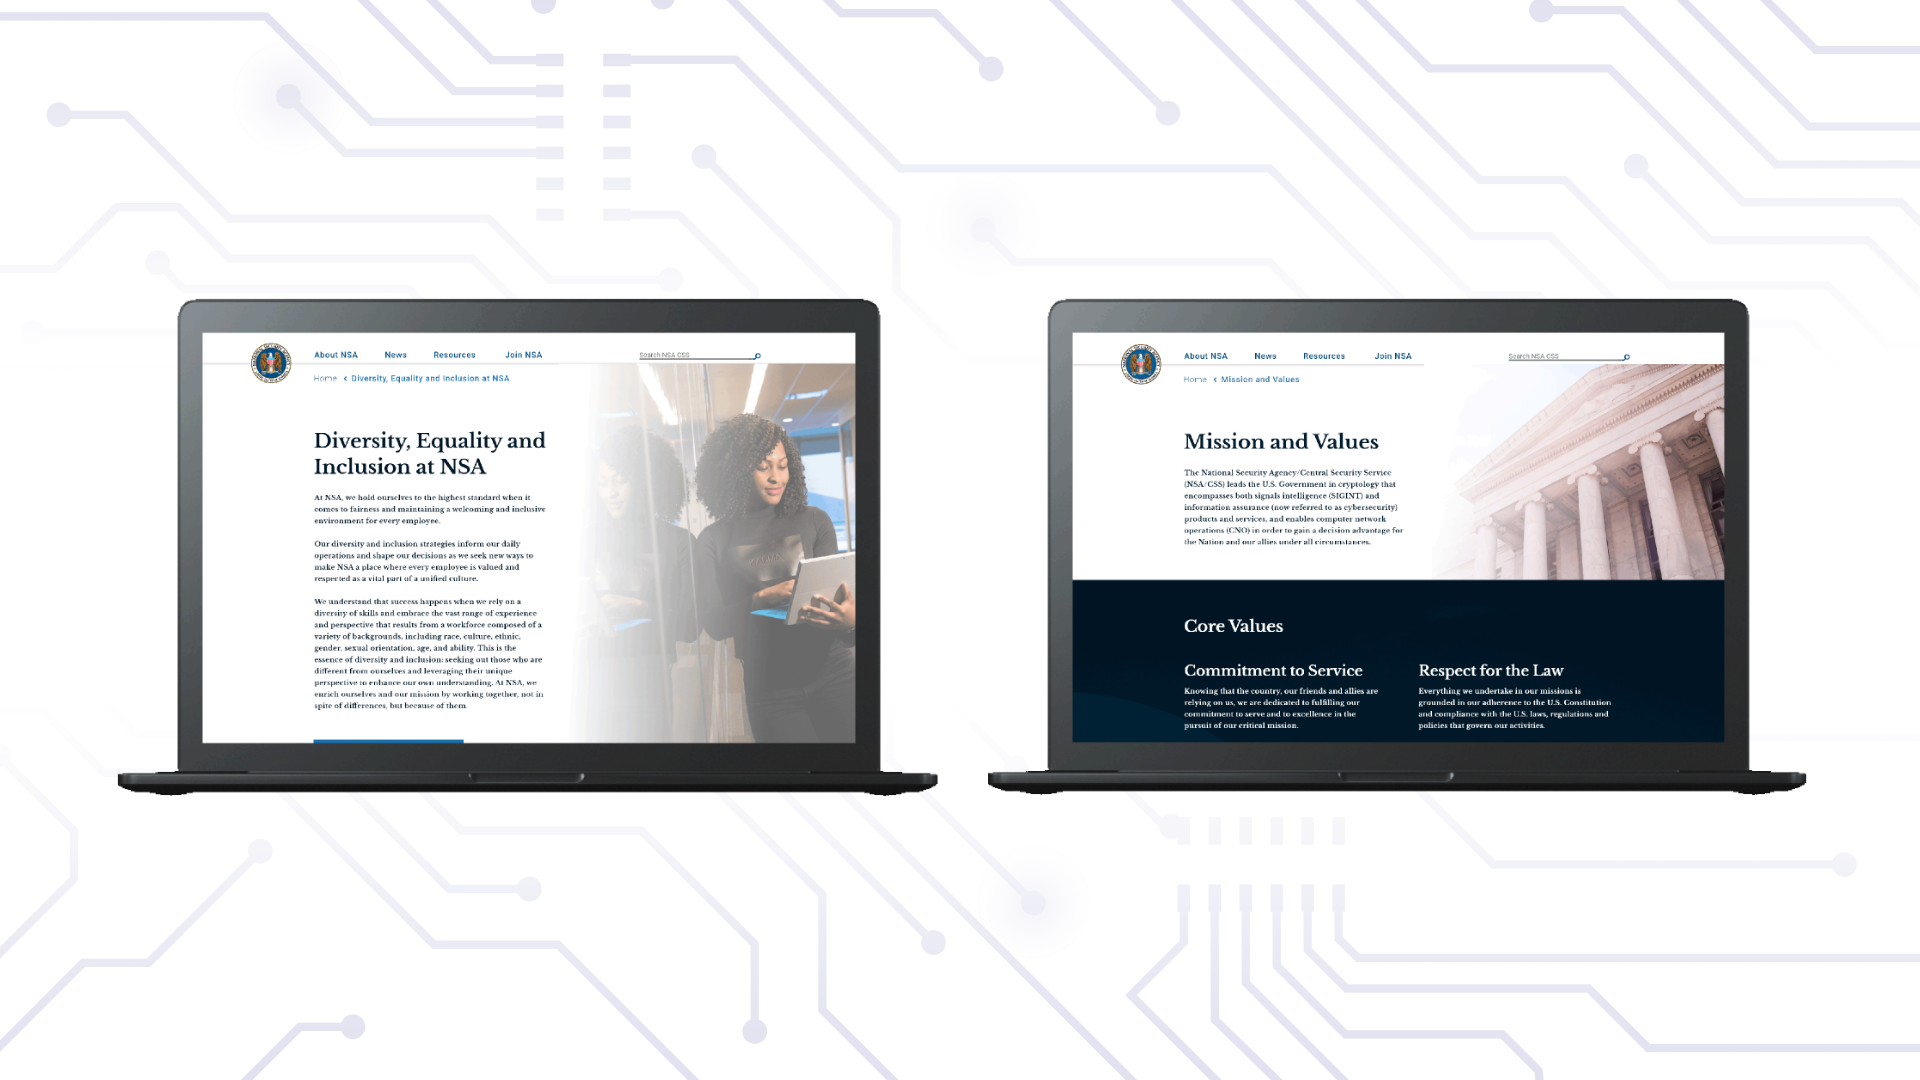 About NSA News Resources Join NSA Search NSA CSS
Home < Diversity, Equality and Inclusion at NSA
Diversity, Equality and
Inclusion at NSA
At NSA, we hold ourselves to the highest standard when it
comes to fairness and maintaining a welcoming and inclusive
environment for every employee.
Our diversity and inclusion strategies inform our daily
operations and shape our decisions as we seek new ways to
make NSA a place where every employee is valued and
respected as a vital part of a unified culture.
We understand that success happens when we rely on a
diversity of skills and embrace the vast range of experience
and perspective that results from a workforce composed of a
variety of backgrounds, including race, culture, ethnic,
gender, sexual orientation, age, and ability. This is the
essence of diversity and inclusion: seeking out those who are
different from ourselves and leveraging their unique
perspective to enhance our own understanding. At NSA, we
enrich ourselves and our mission by working together, not in
spite of differences, but because of them.
About NSA News Resources Join NSA Search NSA CSS
Home < Mission and Values
Mission and Values
The National Security Agency/Central Security Service
(NSA/CSS) leads the U.S. Government in cryptology that
encompasses both signals intelligence (SIGINT) and
information assurance (now referred to as cybersecurity)
products and services, and enables computer network
operations (CNO) in order to gain a decision advantage for
the Nation and our allies under all circumstances.
Core Values
Commitment to Service
Knowing that the country, our friends and allies are
relying on us, we are dedicated to fulfilling our
commitment to serve and to excellence in the
pursuit of our critical mission.
Respect for the Law
Everything we undertake in our missions is
grounded in our adherence to the U.S. Constitution
and compliance with the U.S. laws, regulations and
policies that govern our activities.